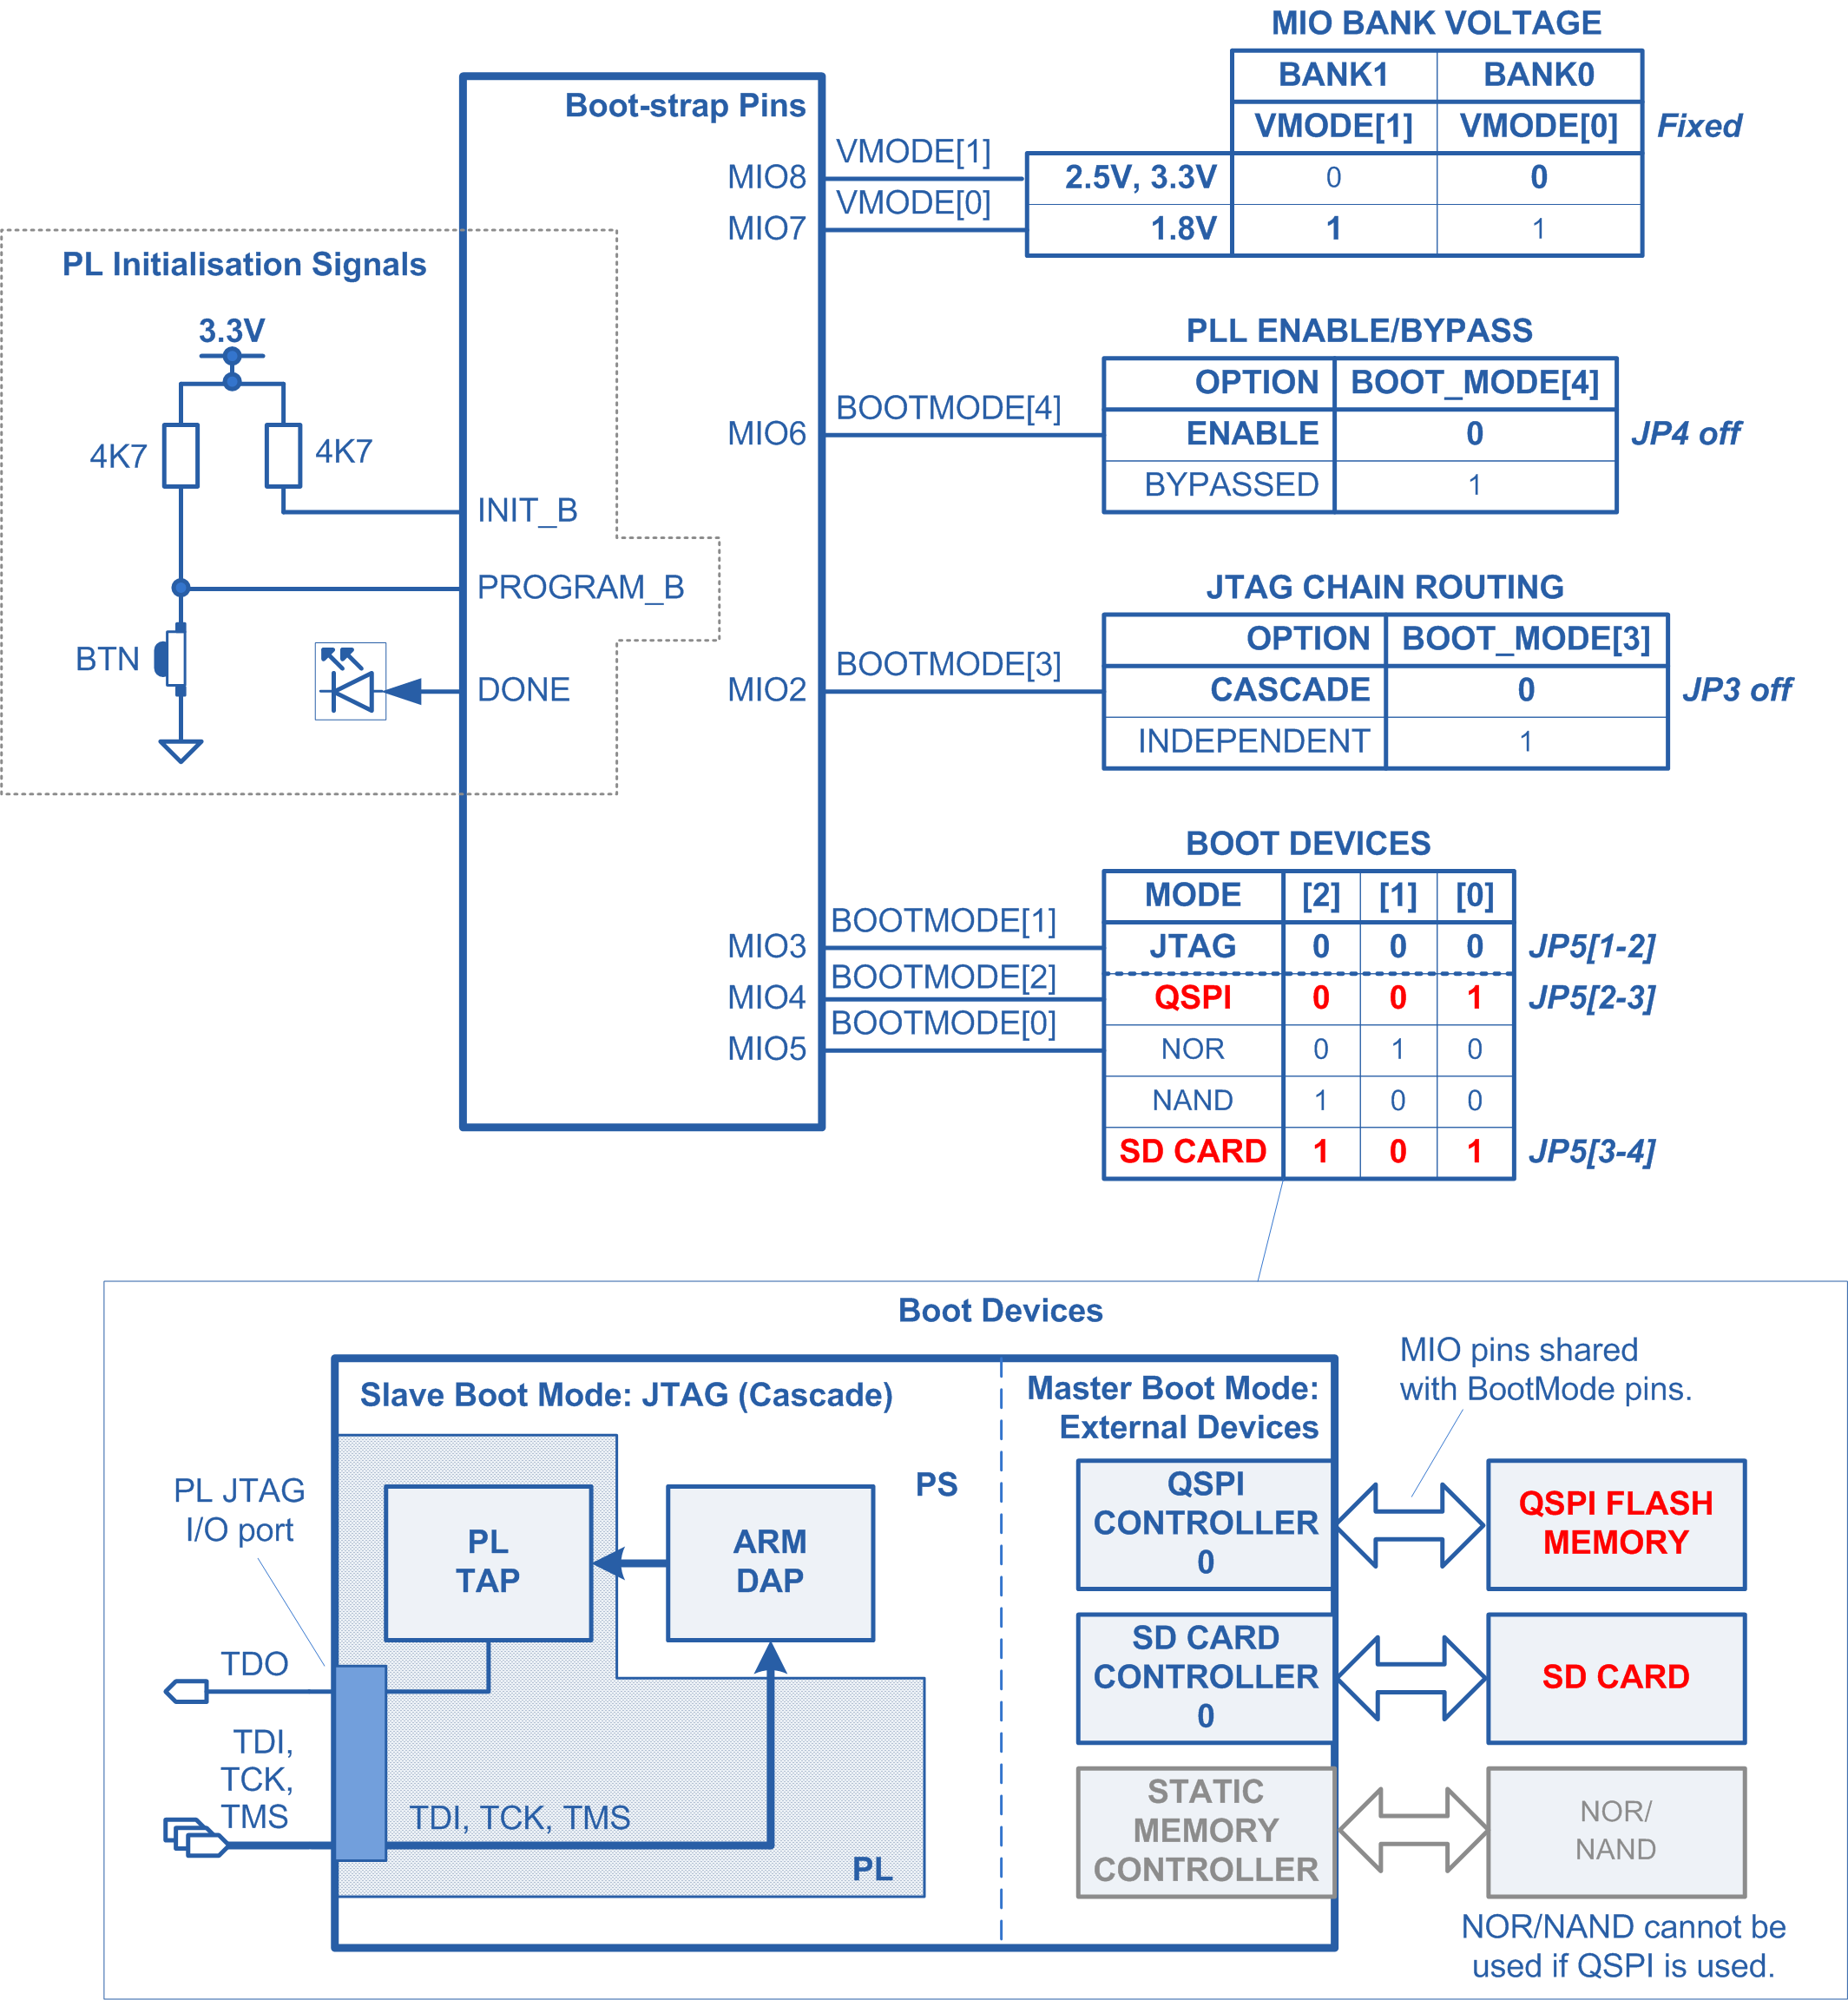 MIO BANK VOLTAGE
BANK1 BANK0
VMODE[1] VMODE[0] Fixed
2.5V, 3.3V 0 0
1.8V 1 1
Boot-strap Pins
MIO8 VMODE[1]
MIO7 VMODE[0]
PL Initialisation Signals
3.3V
4K7 4K7
INIT_B
PROGRAM_B
BTN
DONE
PLL ENABLE/BYPASS
OPTION BOOT_MODE[4]
ENABLE 0 JP4 off
BYPASSED 1
MIO6 BOOTMODE[4]
JTAG CHAIN ROUTING
OPTION BOOT_MODE[3]
CASCADE 0 JP3 off
INDEPENDENT 1
MIO2 BOOTMODE[3]
BOOT DEVICES
MODE [2] [1] [0]
JTAG 0 0 0 JP5[1-2]
QSPI 0 0 1 JP5[2-3]
NOR 0 1 0
NAND 1 0 0
SD CARD 1 0 1 JP5[3-4]
MIO3 BOOTMODE[1]
MIO4 BOOTMODE[2]
MIO5 BOOTMODE[0]
Boot Devices
Slave Boot Mode: JTAG (Cascade)
Master Boot Mode:
External Devices
MIO pins shared
with BootMode pins.
PL JTAG
I/O port
PS
PL
TAP
ARM
DAP
QSPI
CONTROLLER
0
QSPI FLASH
MEMORY
TDO
SD CARD
CONTROLLER
0
SD CARD
TDI,
TCK,
TMS
TDI, TCK, TMS
PL
STATIC
MEMORY
CONTROLLER
NOR/
NAND
NOR/NAND cannot be
used if QSPI is used.